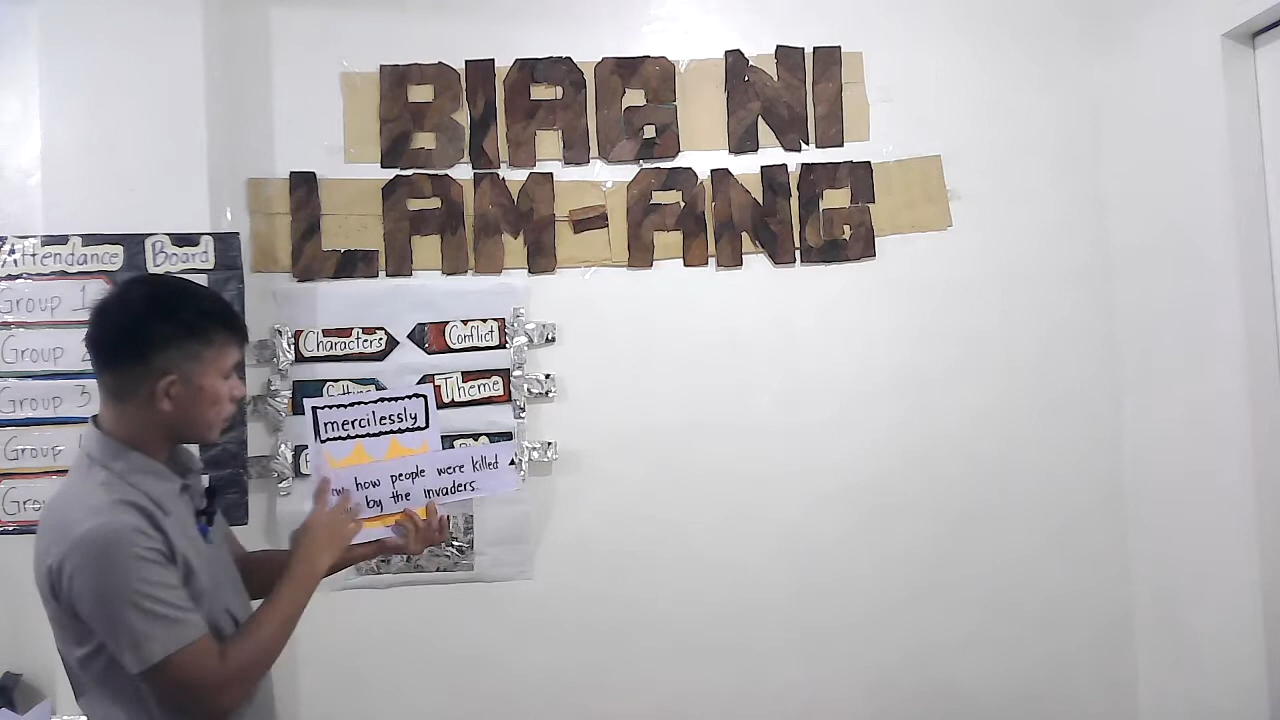 BIAG NI
LAM-ANG
Attendance Board
Group 1
Group
Group 3
Group
Characters
Conflict
Theme
mercilessly
how people were killed
by the invaders.